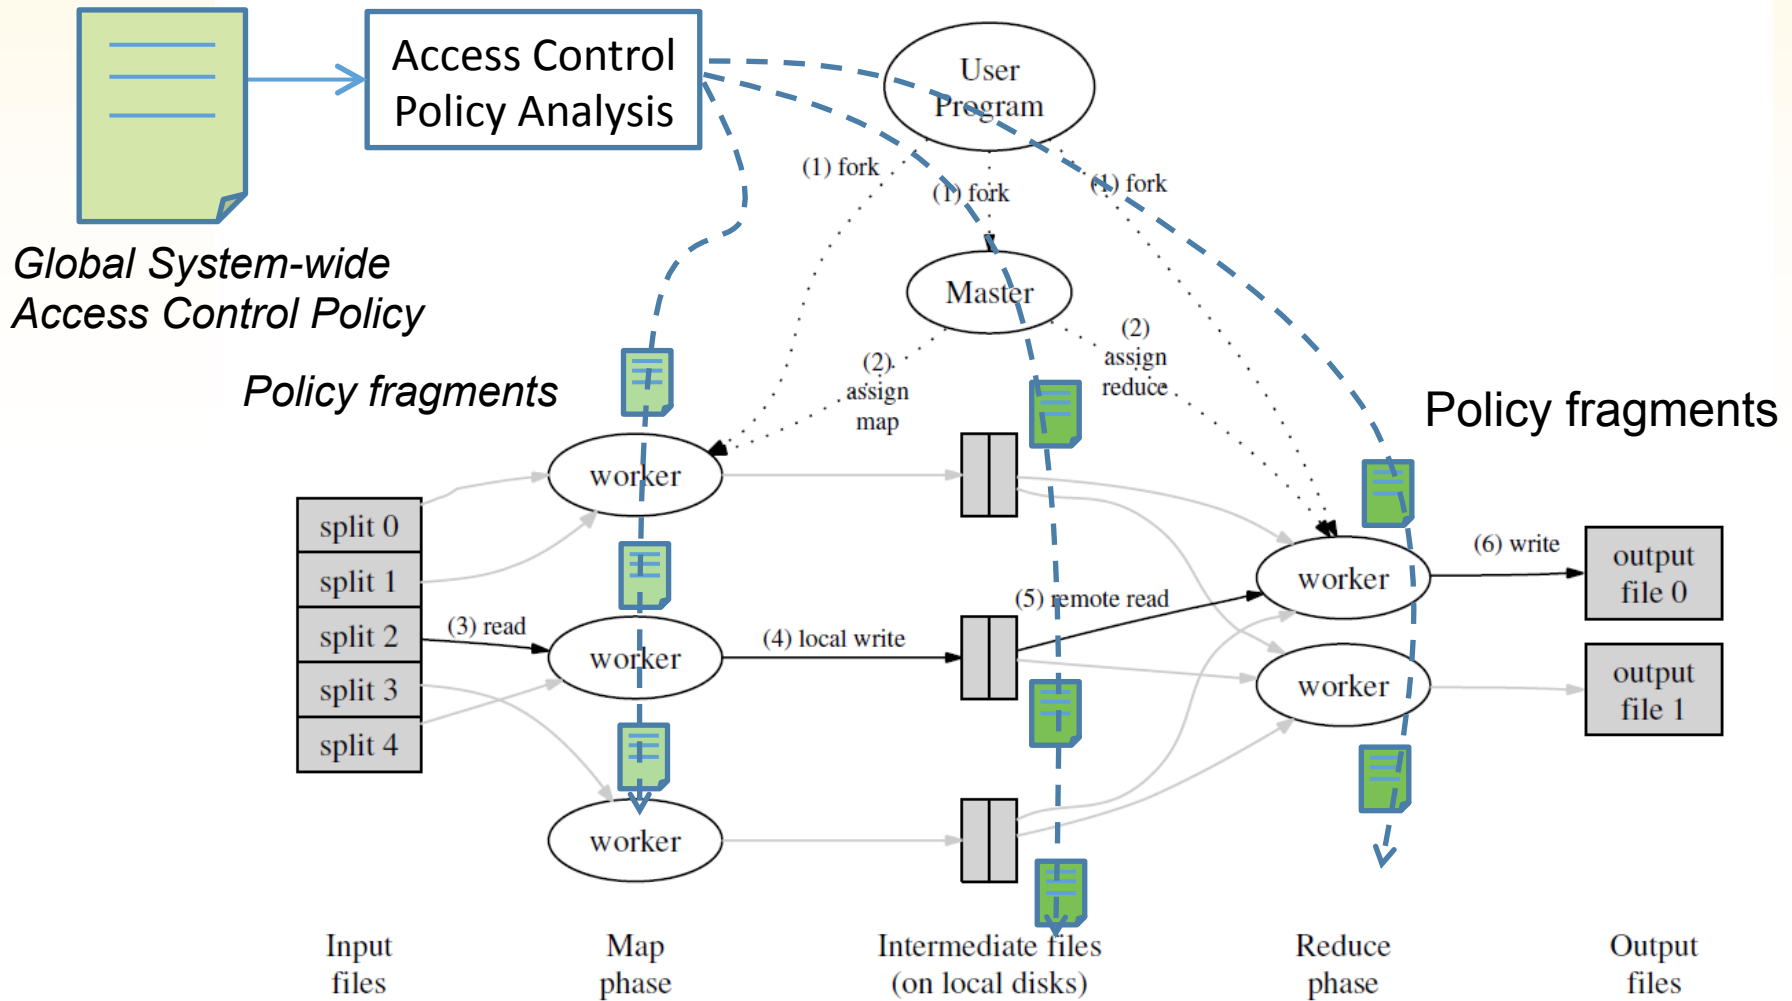 Access Control
Policy Analysis
User
Program
(1) fork
(1) fork
(1) fork
Global System-wide
Access Control Policy
Master
(2)
assign
map
(2)
assign
reduce
Policy fragments
Policy fragments
worker
split 0
split 1
split 2
split 3
split 4
(3) read
worker
(4) local write
(5) remote read
worker
(6) write
output
file 0
worker
output
file 1
worker
Input
files
Map
phase
Intermediate files
(on local disks)
Reduce
phase
Output
files